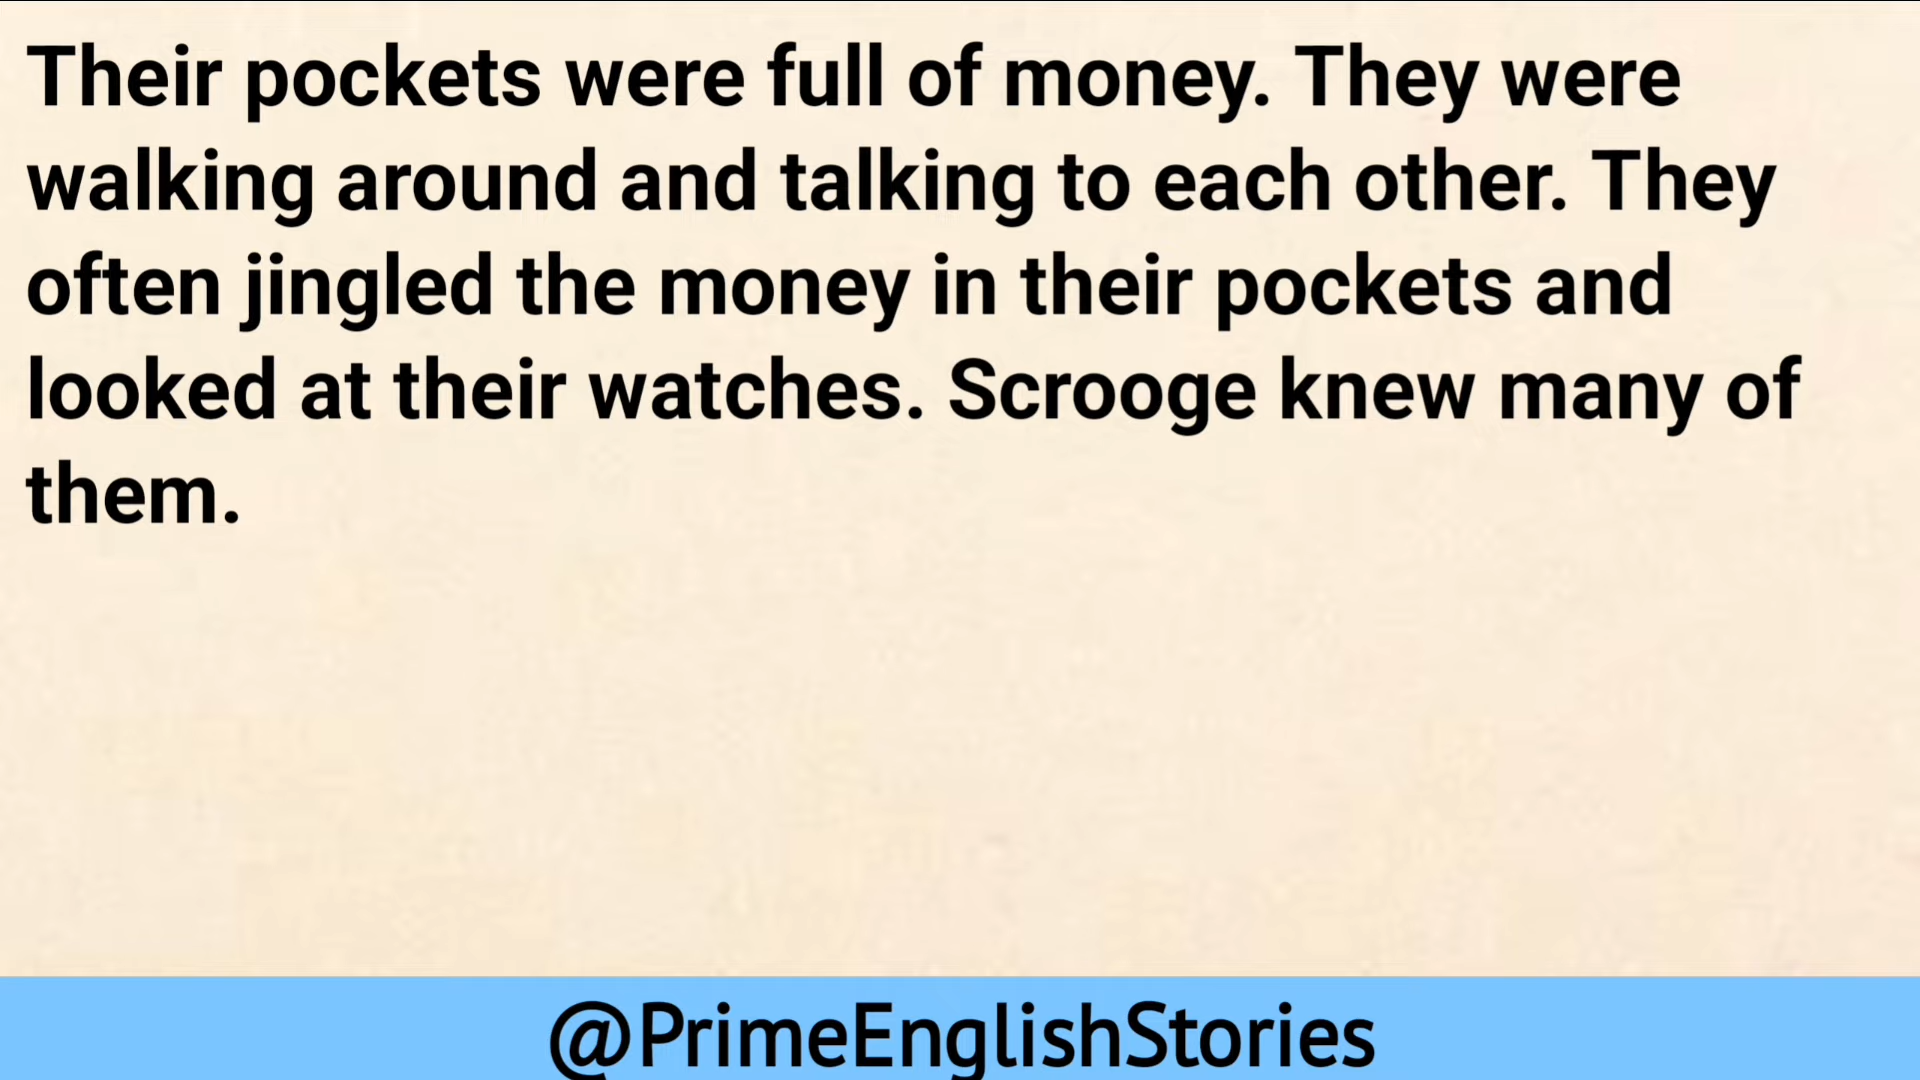 Their pockets were full of money. They were
walking around and talking to each other. They
often jingled the money in their pockets and
looked at their watches. Scrooge knew many of
them.
@PrimeEnglishStories